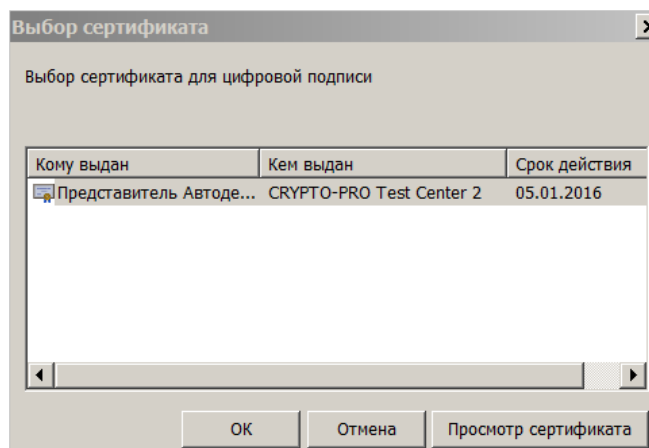 Выбор сертификата
Выбор сертификата для цифровой подписи
Кому выдан Кем выдан Срок действия
Представитель Автоде... CRYPTO-PRO Test Center 2 05.01.2016
ОК Отмена Просмотр сертификата